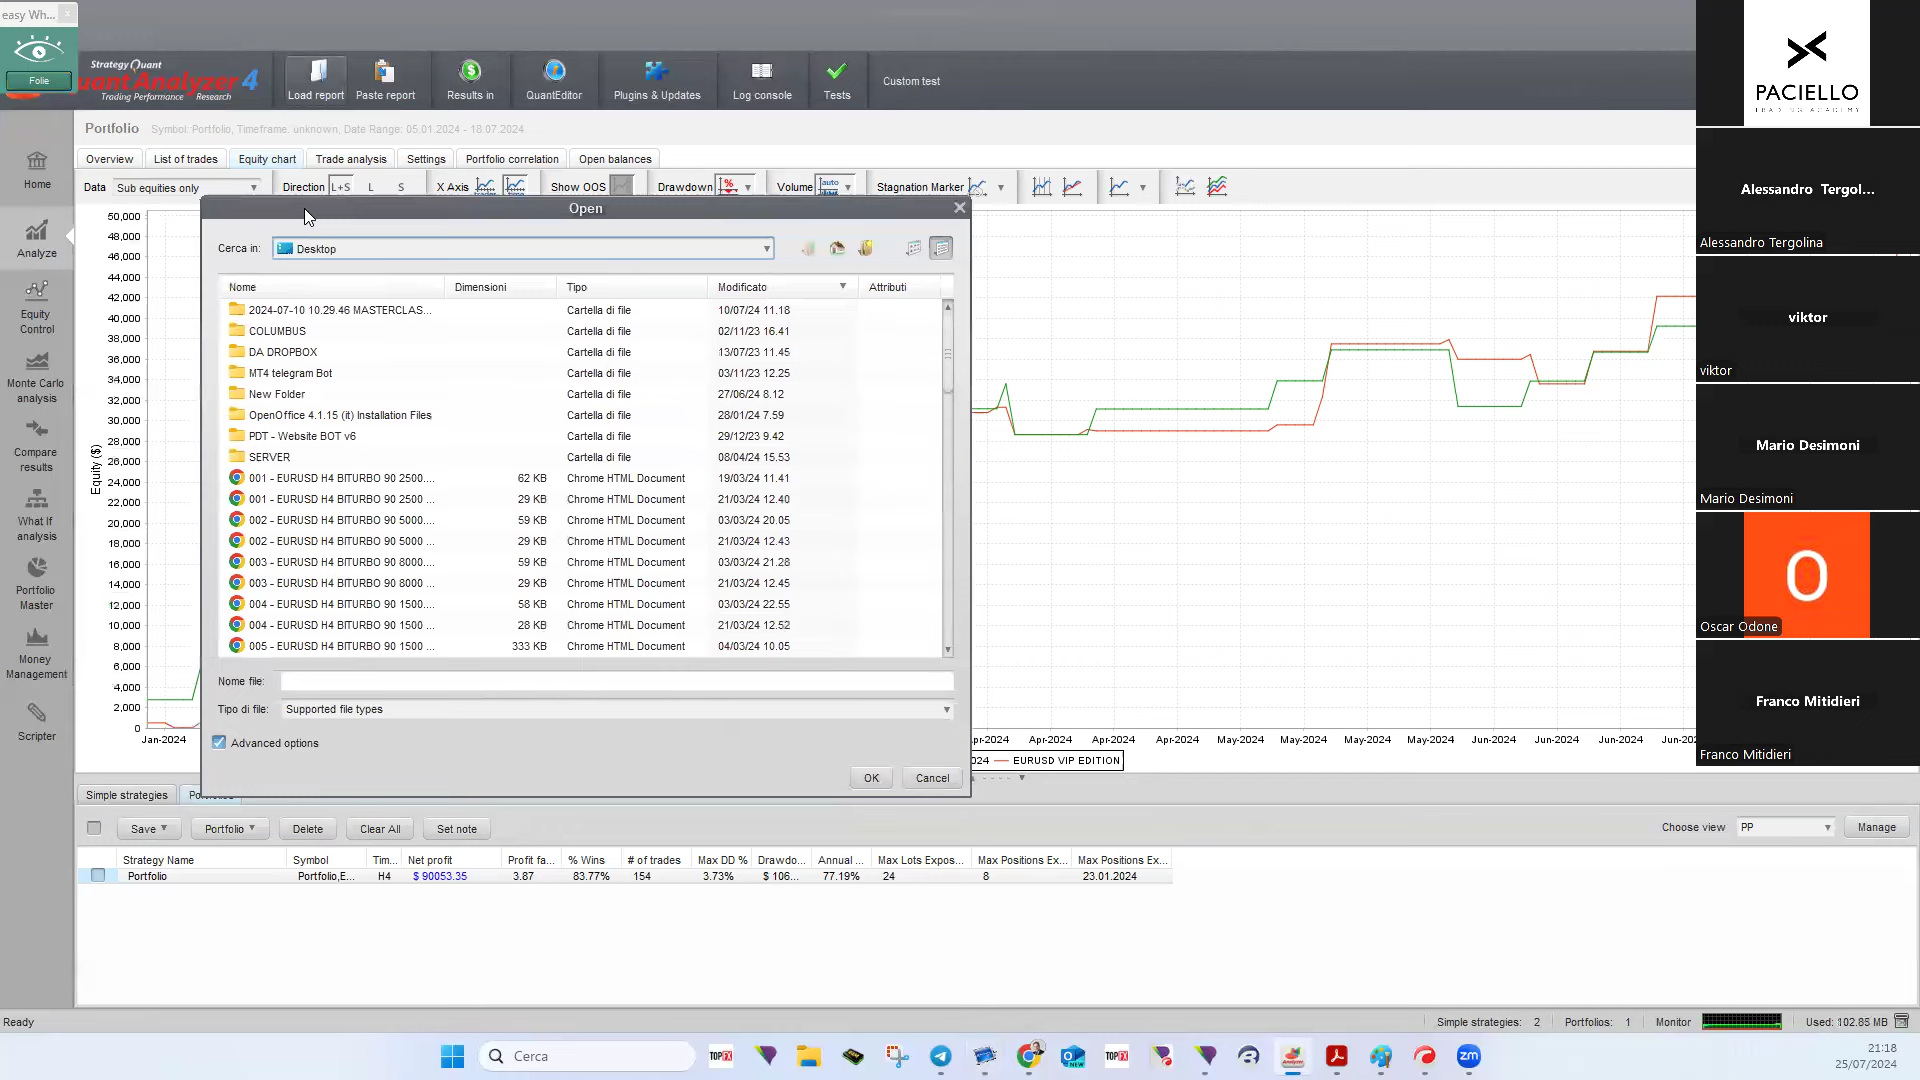 easy Wh...
Folie
Strategy Quant
Quant Analyzer 4
Trading Performance Research
Load report
Paste report
Results in
QuantEditor
Plugins & Updates
Log console
Tests
Custom test
Portfolio
Symbol: Portfolio, Timeframe: unknown, Date Range: 05.01.2024 - 18.07.2024
Overview
List of trades
Equity chart
Trade analysis
Settings
Portfolio correlation
Open balances
Data
Sub equities only
Direction
L+S
L
S
X Axis
Show OOS
Drawdown
%
Volume
auto
Stagnation Marker
Home
Analyze
Equity
Control
Monte Carlo
analysis
Compare
results
What If
analysis
Portfolio
Master
Money
Management
Scripter
Equity ($)
50,000
48,000
46,000
44,000
42,000
40,000
38,000
36,000
34,000
32,000
30,000
28,000
26,000
24,000
22,000
20,000
18,000
16,000
14,000
12,000
10,000
8,000
6,000
4,000
2,000
0
Jan-2024
Open
Cerca in:
Desktop
Nome Dimensioni Tipo Modificato Attributi
2024-07-10 10.29.46 MASTERCLAS... Cartella di file 10/07/24 11.18
COLUMBUS Cartella di file 02/11/23 16.41
DA DROPBOX Cartella di file 13/07/23 11.45
MT4 telegram Bot Cartella di file 03/11/23 12.25
New Folder Cartella di file 27/06/24 8.12
OpenOffice 4.1.15 (it) Installation Files Cartella di file 28/01/24 7.59
PDT - Website BOT v6 Cartella di file 29/12/23 9.42
SERVER Cartella di file 08/04/24 15.53
001 - EURUSD H4 BITURBO 90 2500.... 62 KB Chrome HTML Document 19/03/24 11.41
001 - EURUSD H4 BITURBO 90 2500 ... 29 KB Chrome HTML Document 21/03/24 12.40
002 - EURUSD H4 BITURBO 90 5000.... 59 KB Chrome HTML Document 03/03/24 20.05
002 - EURUSD H4 BITURBO 90 5000 ... 29 KB Chrome HTML Document 21/03/24 12.43
003 - EURUSD H4 BITURBO 90 8000.... 59 KB Chrome HTML Document 03/03/24 21.28
003 - EURUSD H4 BITURBO 90 8000 ... 29 KB Chrome HTML Document 21/03/24 12.45
004 - EURUSD H4 BITURBO 90 1500.... 58 KB Chrome HTML Document 03/03/24 22.55
004 - EURUSD H4 BITURBO 90 1500 ... 28 KB Chrome HTML Document 21/03/24 12.52
005 - EURUSD H4 BITURBO 90 1500 ... 333 KB Chrome HTML Document 04/03/24 10.05
Nome file:
Tipo di file: Supported file types
Advanced options
OK
Cancel
pr-2024 Apr-2024 Apr-2024 Apr-2024 May-2024 May-2024 May-2024 May-2024 Jun-2024 Jun-2024 Jun-2024 Jun-20
024 EURUSD VIP EDITION
Simple strategies
Save
Portfolio
Delete
Clear All
Set note
Choose view
PP
Manage
Strategy Name Symbol Tim... Net profit Profit fa... % Wins # of trades Max DD % Drawdo... Annual ... Max Lots Expos... Max Positions Ex... Max Positions Ex...
Portfolio Portfolio,E... H4 $ 90053.35 3.87 83.77% 154 3.73% $ 106... 77.19% 24 8 23.01.2024
Ready
Simple strategies: 2
Portfolios: 1
Monitor
Used: 102.85 MB
PACIELLO
TRADING ACADEMY
Alessandro Tergol...
Alessandro Tergolina
viktor
viktor
Mario Desimoni
Mario Desimoni
O
Oscar Odone
Franco Mitidieri
Franco Mitidieri
Cerca
TOPFX
NEW
TOPFX
zm
21:18
25/07/2024